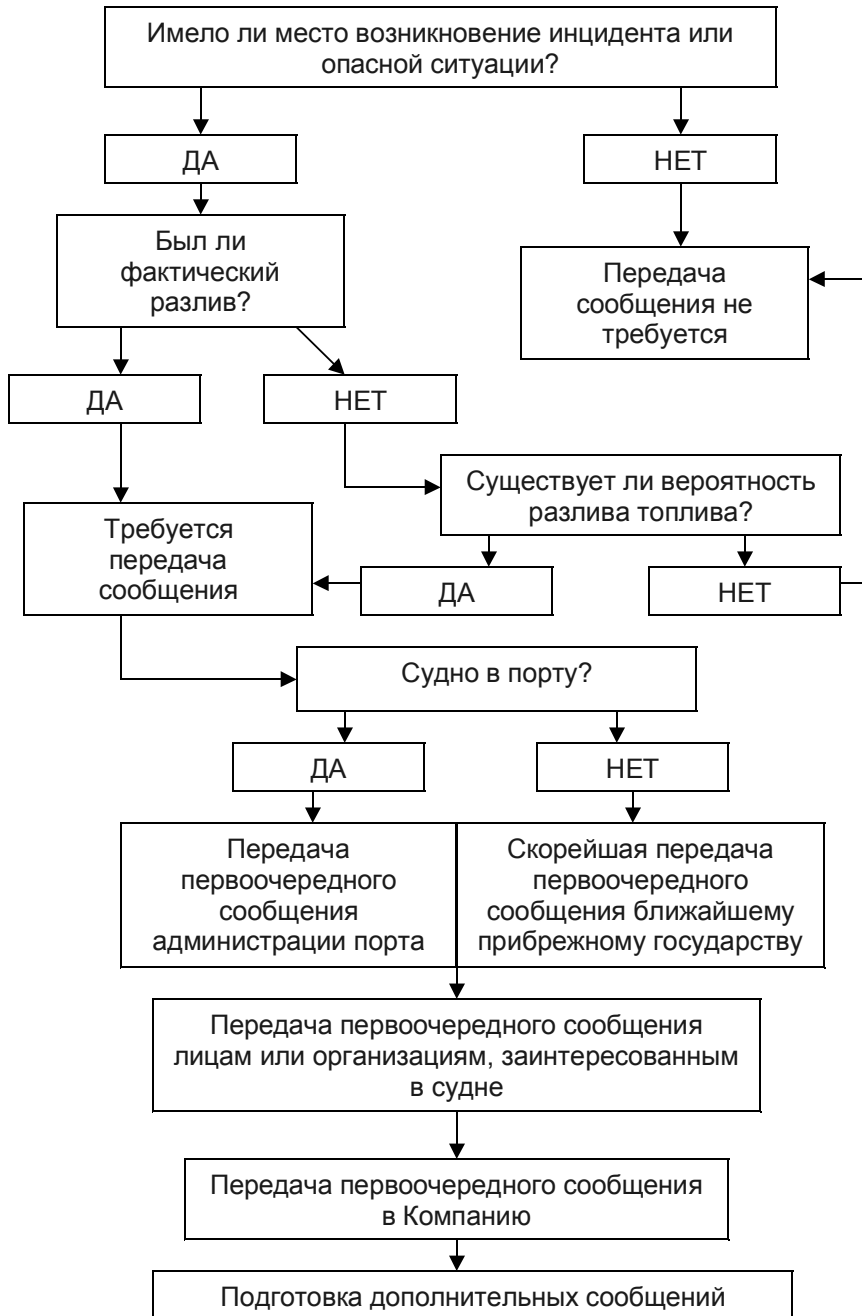 Имело ли место возникновение инцидента или
опасной ситуации?
ДА
НЕТ
Был ли
фактический
разлив?
Передача
сообщения не
требуется
ДА
НЕТ
Существует ли вероятность
разлива топлива?
Требуется
передача
сообщения
ДА
НЕТ
Судно в порту?
ДА
НЕТ
Передача
первоочередного
сообщения
администрации порта
Скорейшая передача
первоочередного
сообщения ближайшему
прибрежному государству
Передача первоочередного сообщения
лицам или организациям, заинтересованным
в судне
Передача первоочередного сообщения
в Компанию
Подготовка дополнительных сообщений